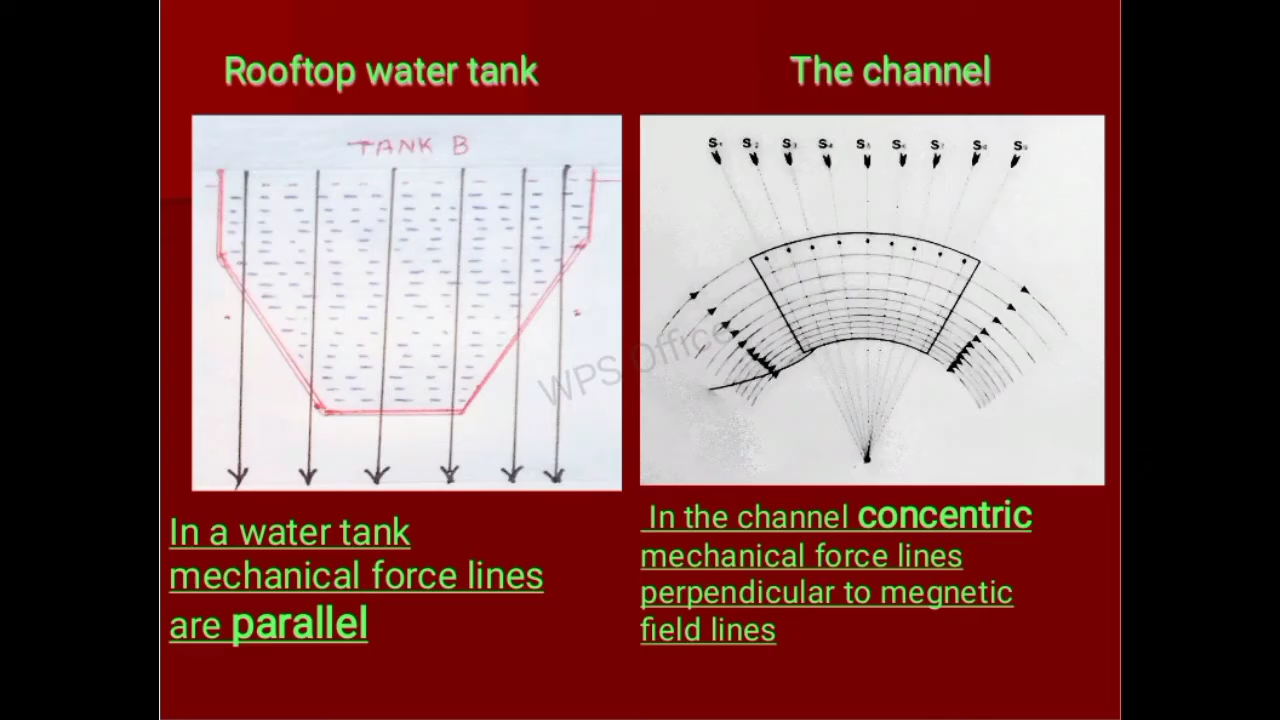 Rooftop water tank
The channel
TANK B
S1 S2 S3 S4 S5 S6 S7 S8 S9
WPS Office
In a water tank
mechanical force lines
are parallel
In the channel concentric
mechanical force lines
perpendicular to megnetic
field lines